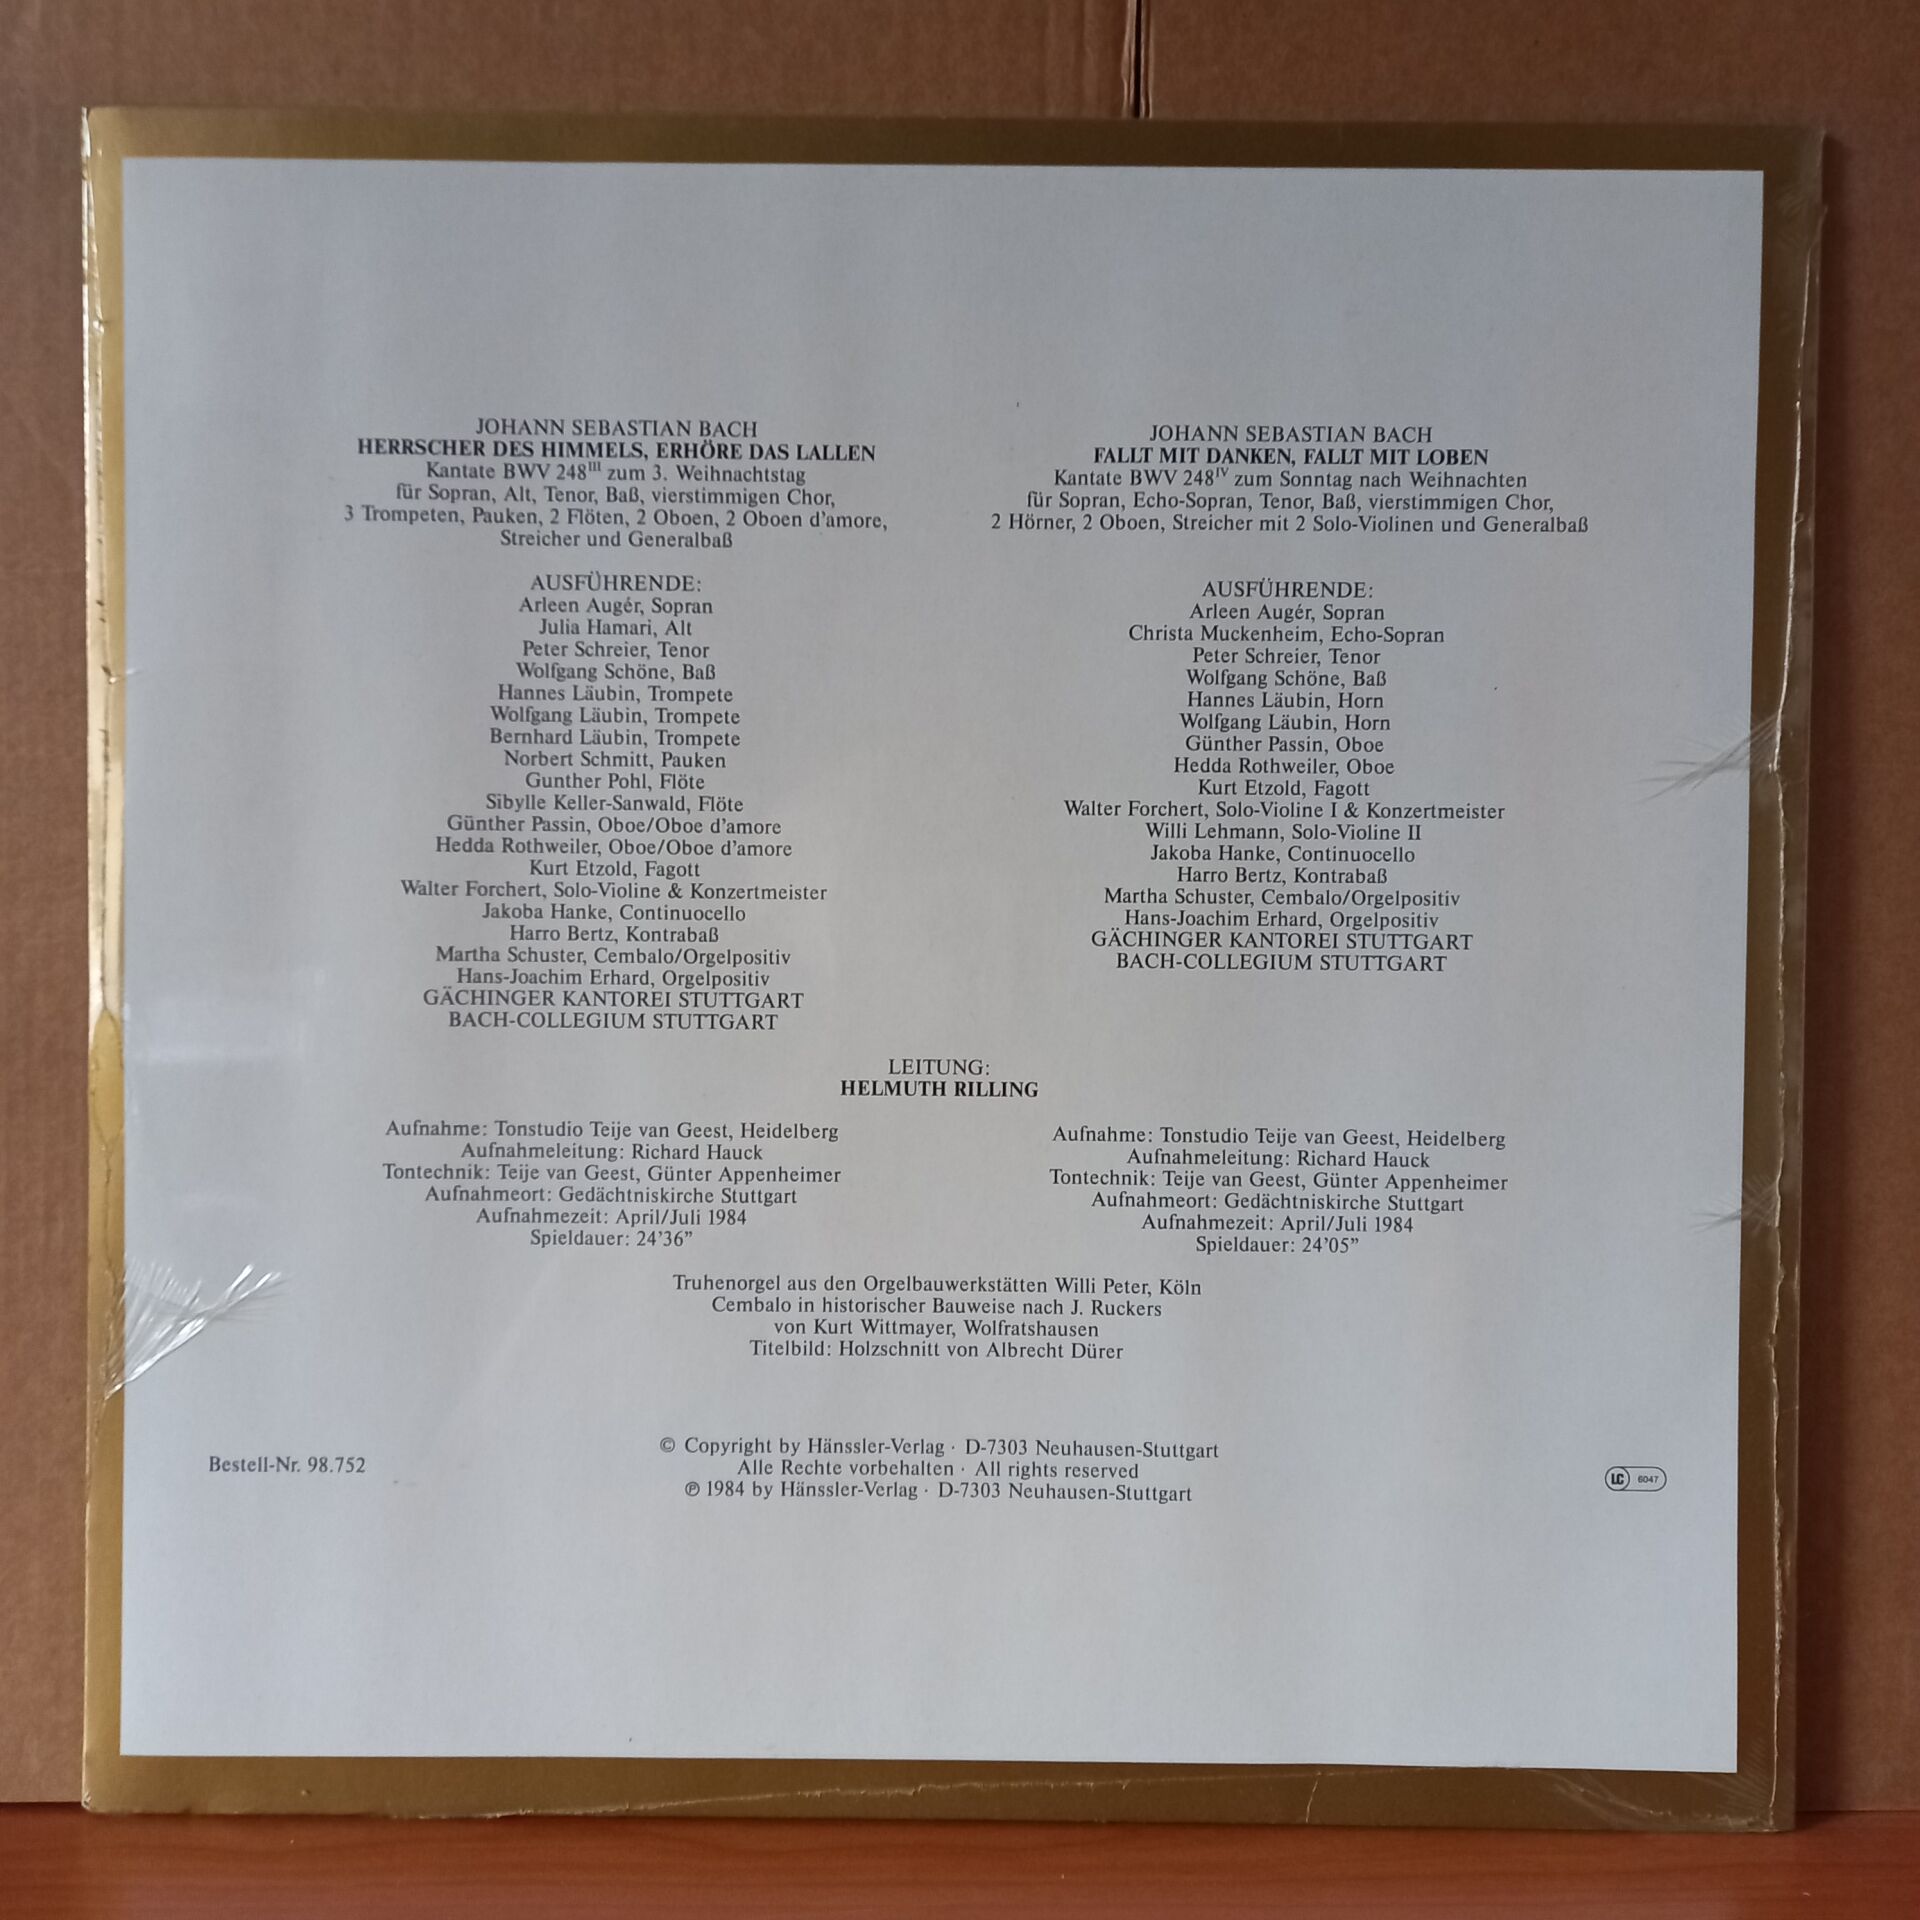 JOHANN SEBASTIAN BACH
HERRSCHER DES HIMMELS, ERHÖRE DAS LALLEN
Kantate BWV 248III zum 3. Weihnachtstag
für Sopran, Alt, Tenor, Baß, vierstimmigen Chor,
3 Trompeten, Pauken, 2 Flöten, 2 Oboen, 2 Oboen d’amore,
Streicher und Generalbaß
AUSFÜHRENDE:
Arleen Augér, Sopran
Julia Hamari, Alt
Peter Schreier, Tenor
Wolfgang Schöne, Baß
Hannes Läubin, Trompete
Wolfgang Läubin, Trompete
Bernhard Läubin, Trompete
Norbert Schmitt, Pauken
Gunther Pohl, Flöte
Sibylle Keller-Sanwald, Flöte
Günther Passin, Oboe/Oboe d’amore
Hedda Rothweiler, Oboe/Oboe d’amore
Kurt Etzold, Fagott
Walter Forchert, Solo-Violine & Konzertmeister
Jakoba Hanke, Continuocello
Harro Bertz, Kontrabaß
Martha Schuster, Cembalo/Orgelpositiv
Hans-Joachim Erhard, Orgelpositiv
GÄCHINGER KANTOREI STUTTGART
BACH-COLLEGIUM STUTTGART
JOHANN SEBASTIAN BACH
FALLT MIT DANKEN, FALLT MIT LOBEN
Kantate BWV 248IV zum Sonntag nach Weihnachten
für Sopran, Echo-Sopran, Tenor, Baß, vierstimmigen Chor,
2 Hörner, 2 Oboen, Streicher mit 2 Solo-Violinen und Generalbaß
AUSFÜHRENDE:
Arleen Augér, Sopran
Christa Muckenheim, Echo-Sopran
Peter Schreier, Tenor
Wolfgang Schöne, Baß
Hannes Läubin, Horn
Wolfgang Läubin, Horn
Günther Passin, Oboe
Hedda Rothweiler, Oboe
Kurt Etzold, Fagott
Walter Forchert, Solo-Violine I & Konzertmeister
Willi Lehmann, Solo-Violine II
Jakoba Hanke, Continuocello
Harro Bertz, Kontrabaß
Martha Schuster, Cembalo/Orgelpositiv
Hans-Joachim Erhard, Orgelpositiv
GÄCHINGER KANTOREI STUTTGART
BACH-COLLEGIUM STUTTGART
LEITUNG:
HELMUTH RILLING
Aufnahme: Tonstudio Teije van Geest, Heidelberg
Aufnahmeleitung: Richard Hauck
Tontechnik: Teije van Geest, Günter Appenheimer
Aufnahmeort: Gedächtniskirche Stuttgart
Aufnahmezeit: April/Juli 1984
Spieldauer: 24’36”
Aufnahme: Tonstudio Teije van Geest, Heidelberg
Aufnahmeleitung: Richard Hauck
Tontechnik: Teije van Geest, Günter Appenheimer
Aufnahmeort: Gedächtniskirche Stuttgart
Aufnahmezeit: April/Juli 1984
Spieldauer: 24’05”
Truhenorgel aus den Orgelbauwerkstätten Willi Peter, Köln
Cembalo in historischer Bauweise nach J. Ruckers
von Kurt Wittmayer, Wolfratshausen
Titelbild: Holzschnitt von Albrecht Dürer
Bestell-Nr. 98.752
© Copyright by Hänssler-Verlag · D-7303 Neuhausen-Stuttgart
Alle Rechte vorbehalten · All rights reserved
℗ 1984 by Hänssler-Verlag · D-7303 Neuhausen-Stuttgart
LC 6047